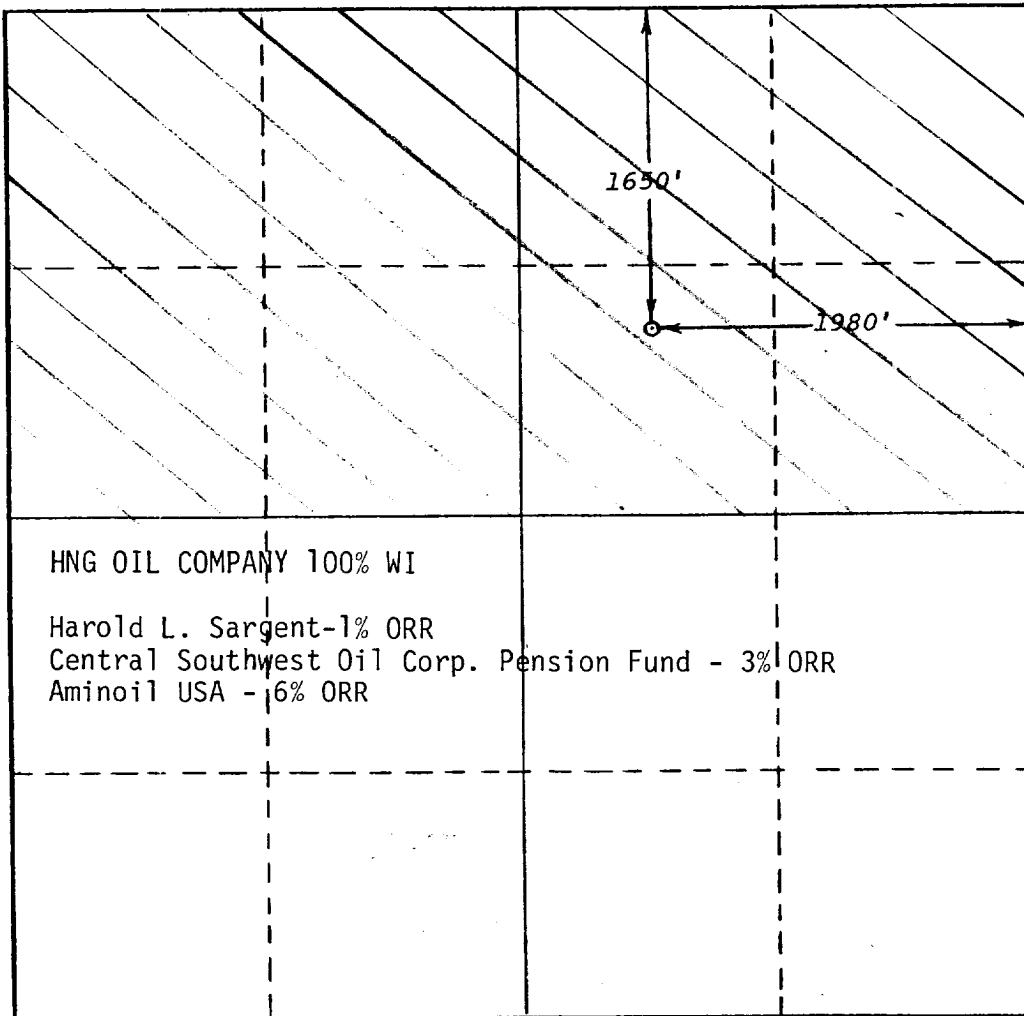 1650'
1980'
HNG OIL COMPANY 100% WI
Harold L. Sargent-1% ORR
Central Southwest Oil Corp. Pension Fund - 3% ORR
Aminoil USA - 6% ORR